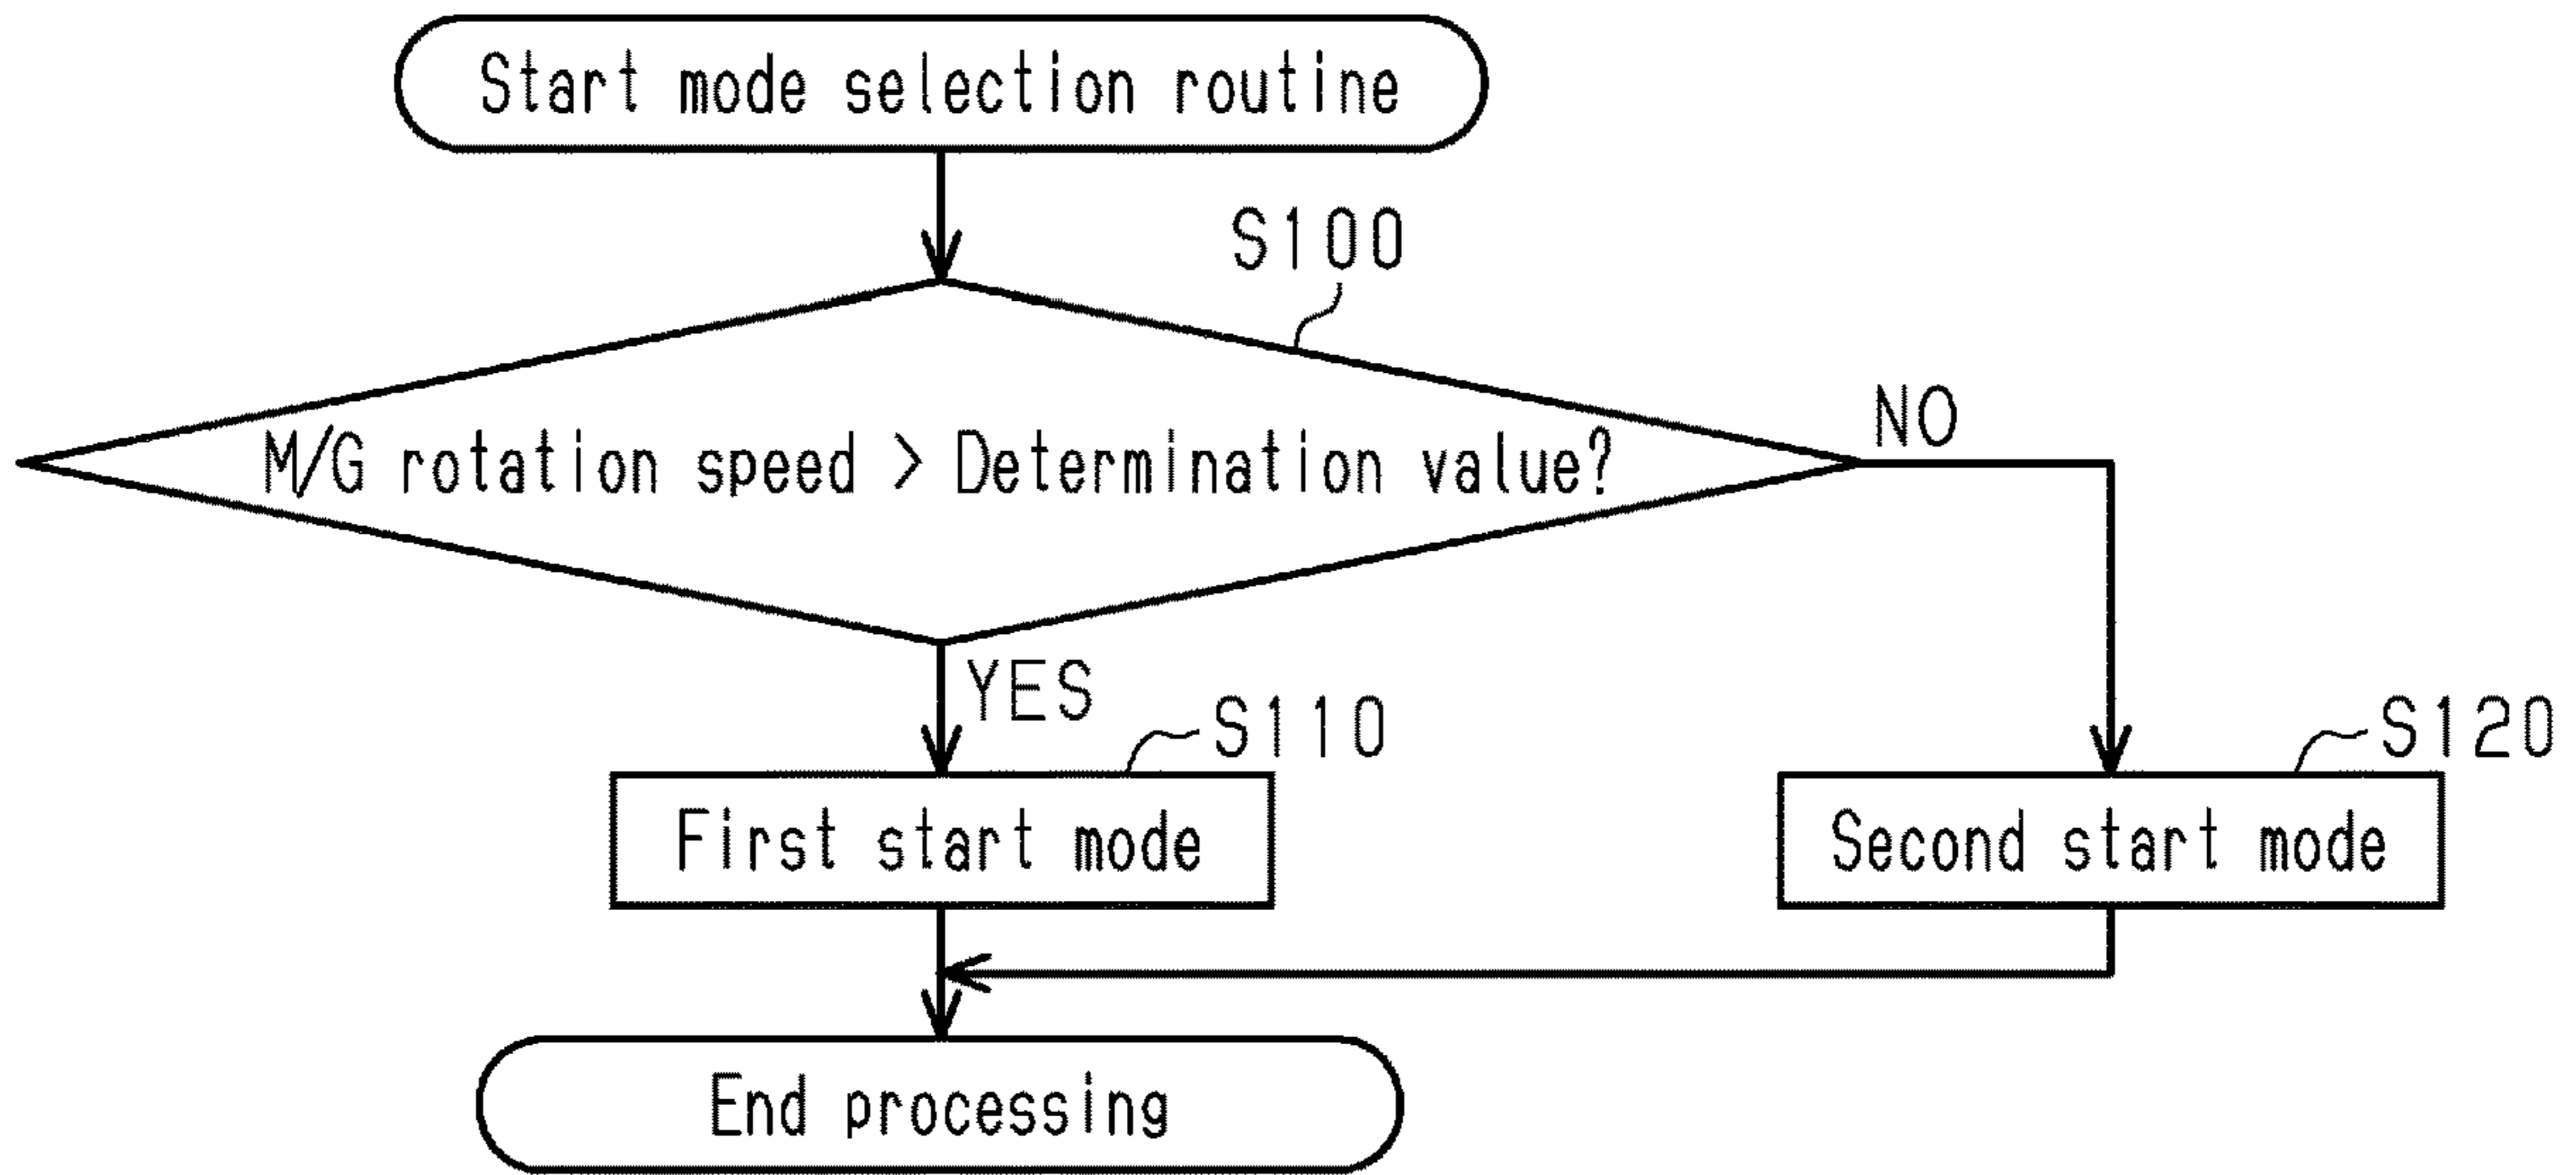 Start mode selection routine
S100
M/G rotation speed > Determination value?
NO
YES
S110
S120
First start mode
Second start mode
End processing